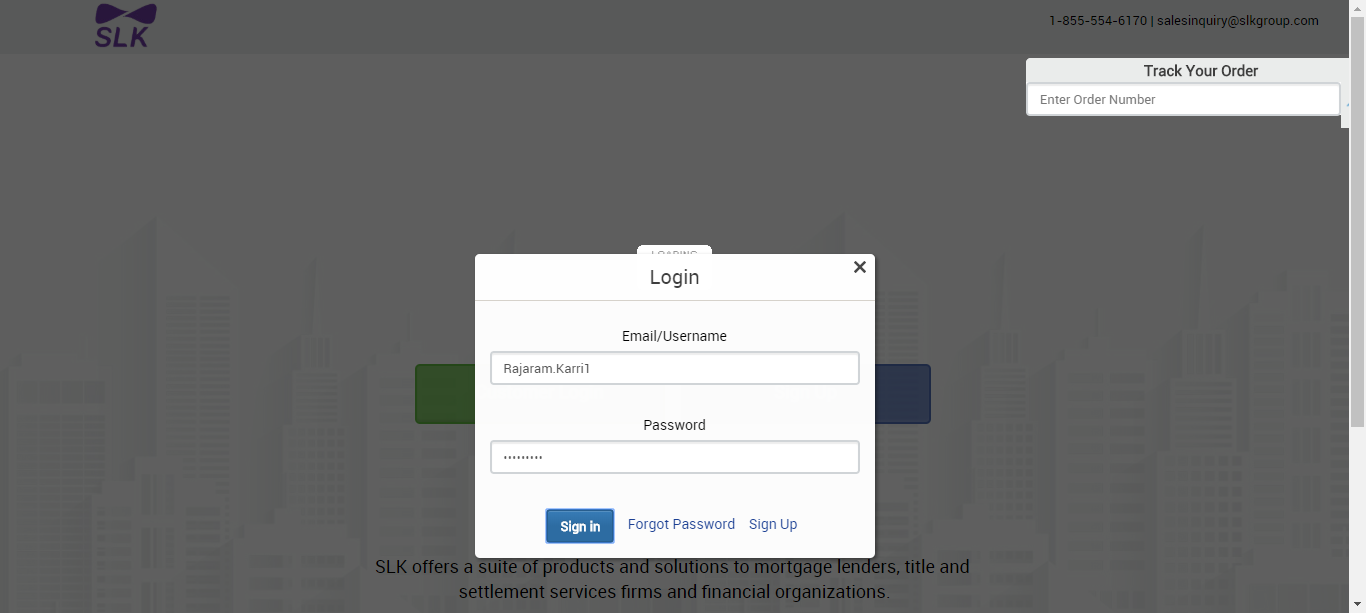 SLK
1-855-554-6170 | salesinquiry@slkgroup.com
Track Your Order
Enter Order Number
LOADING
Login
Email/Username
Rajaram.Karri1
Password
•••••••••
Sign in Forgot Password Sign Up
SLK offers a suite of products and solutions to mortgage lenders, title and
settlement services firms and financial organizations.